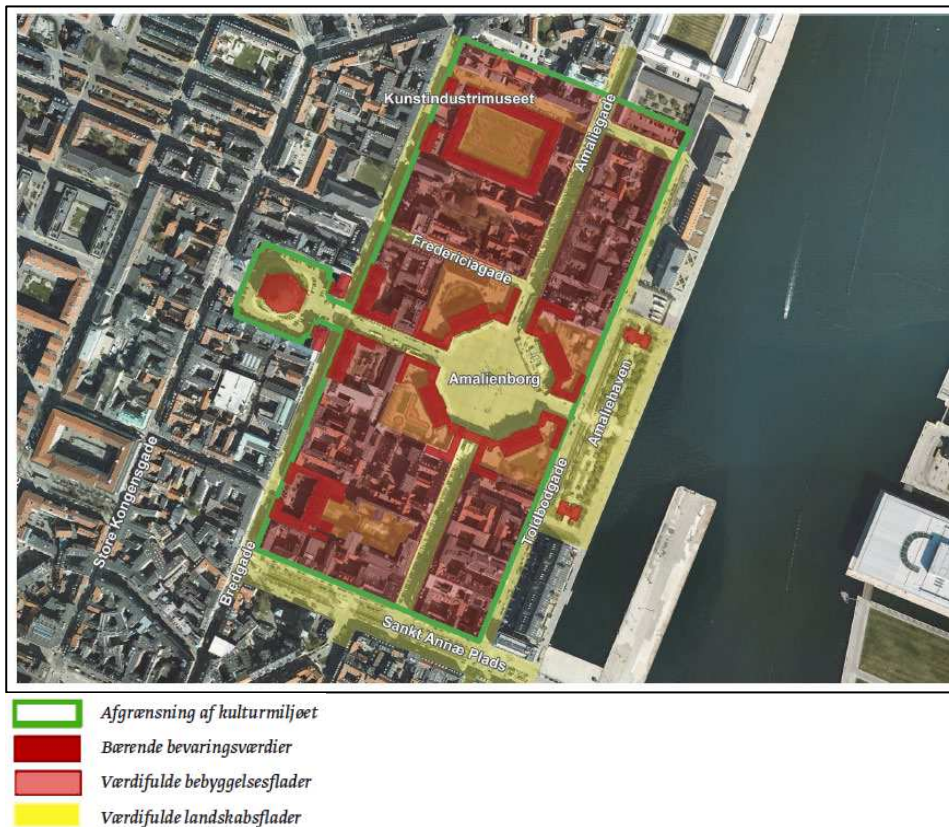 Kunstindustrimuseet
Amaliegade
Fredericiagade
Amalienborg
Amaliehaven
Toldbodgade
Store Kongensgade
Bredgade
Sankt Annæ Plads
Afgrænsning af kulturmiljøet
Bærende bevaringsværdier
Værdifulde bebyggelsesflader
Værdifulde landskabsflader